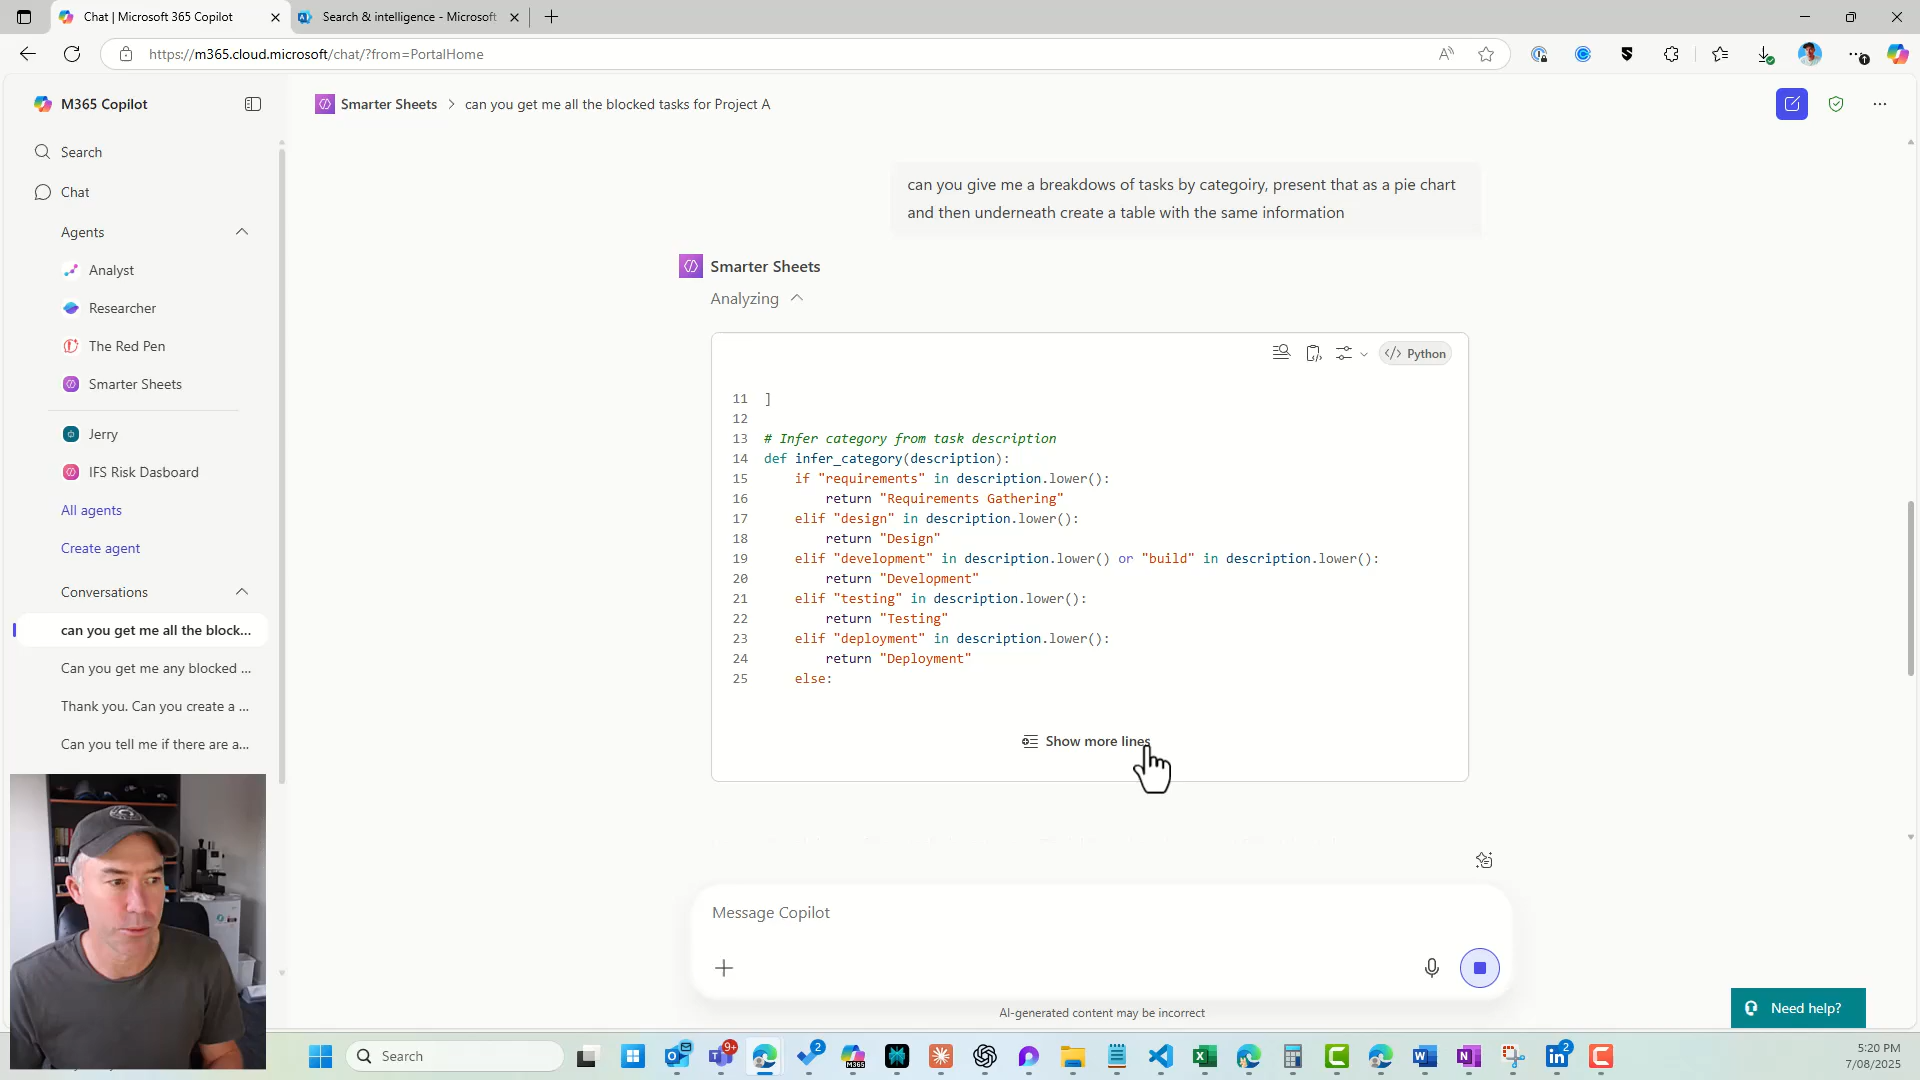 Chat | Microsoft 365 Copilot
Search & intelligence - Microsoft
https://m365.cloud.microsoft/chat/?from=PortalHome
M365 Copilot
Smarter Sheets > can you get me all the blocked tasks for Project A
Search
Chat
Agents
Analyst
Researcher
The Red Pen
Smarter Sheets
Jerry
IFS Risk Dasboard
All agents
Create agent
Conversations
can you get me all the block...
Can you get me any blocked ...
Thank you. Can you create a ...
Can you tell me if there are a...
can you give me a breakdows of tasks by categoiry, present that as a pie chart
and then underneath create a table with the same information
Smarter Sheets
Analyzing
</> Python
11 ]
12
13 # Infer category from task description
14 def infer_category(description):
15 if "requirements" in description.lower():
16 return "Requirements Gathering"
17 elif "design" in description.lower():
18 return "Design"
19 elif "development" in description.lower() or "build" in description.lower():
20 return "Development"
21 elif "testing" in description.lower():
22 return "Testing"
23 elif "deployment" in description.lower():
24 return "Deployment"
25 else:
Show more lines
Message Copilot
AI-generated content may be incorrect
Need help?
Search
9+
2
M365
2
5:20 PM
7/08/2025